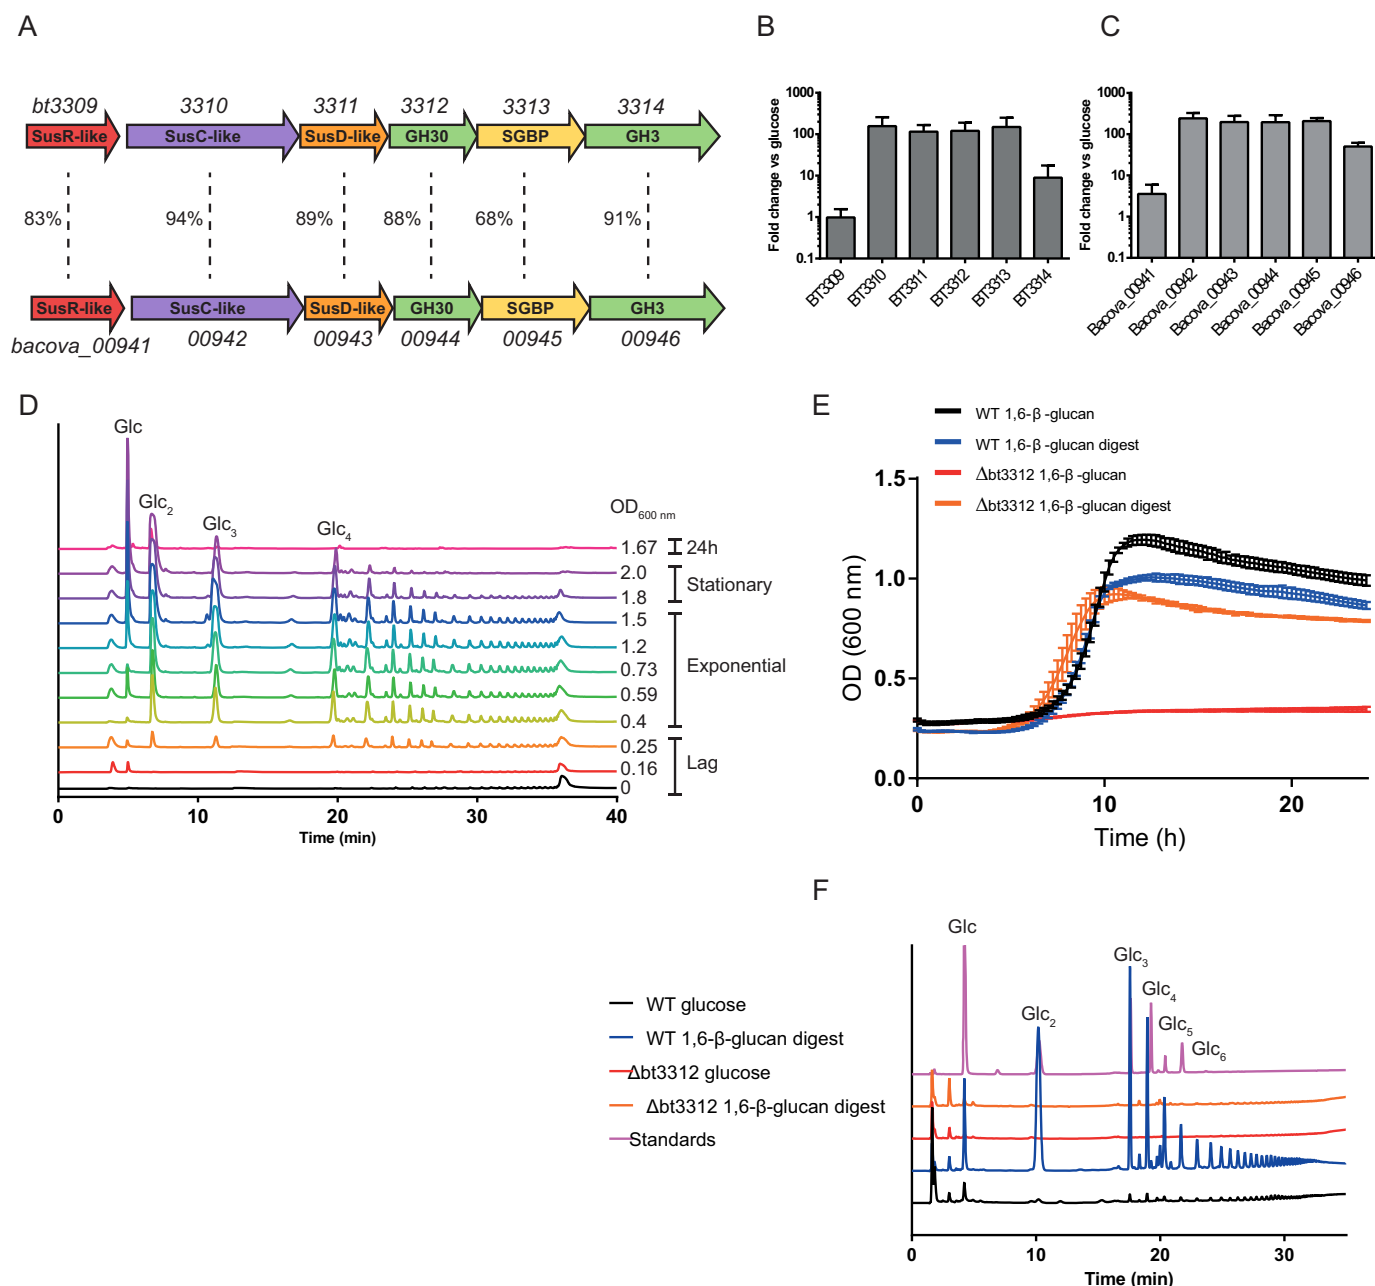 A
bt3309 3310 3311 3312 3313 3314
SusR-like SusC-like SusD-like GH30 SGBP GH3
83% 94% 89% 88% 68% 91%
SusR-like SusC-like SusD-like GH30 SGBP GH3
bacova_00941 00942 00943 00944 00945 00946
B
Fold change vs glucose
1000
100
10
1
0.1
BT3309 BT3310 BT3311 BT3312 BT3313 BT3314
C
Fold change vs glucose
1000
100
10
1
0.1
Bacova_00941 Bacova_00942 Bacova_00943 Bacova_00944 Bacova_00945 Bacova_00946
D
Glc
Glc2
Glc3
Glc4
OD600 nm
1.67 24h
2.0
Stationary
1.8
1.5
1.2
Exponential
0.73
0.59
0.4
0.25
Lag
0.16
0
0 10 20 30 40
Time (min)
E
WT 1,6-β -glucan
WT 1,6-β -glucan digest
Δbt3312 1,6-β -glucan
Δbt3312 1,6-β -glucan digest
OD (600 nm)
1.5
1.0
0.5
0.0
0 10 20
Time (h)
F
WT glucose
WT 1,6-β-glucan digest
Δbt3312 glucose
Δbt3312 1,6-β-glucan digest
Standards
Glc
Glc2
Glc3
Glc4
Glc5
Glc6
0 10 20 30
Time (min)